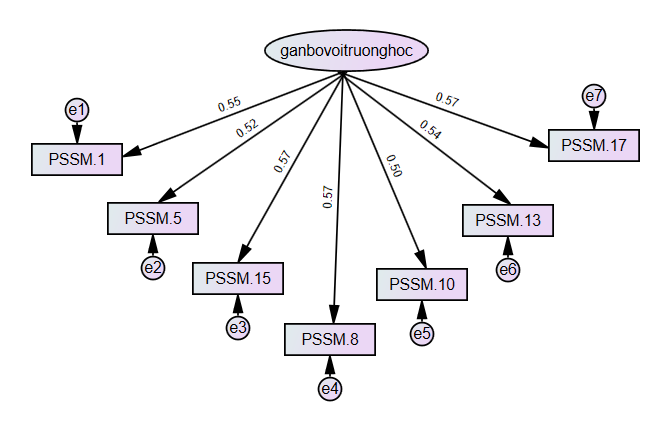 ganbovoitruonghoc
e1
e7
0.55
0.52
0.57
0.57
0.50
0.54
0.57
PSSM.1
PSSM.17
PSSM.5
PSSM.13
e2
e6
PSSM.15
PSSM.10
e3
e5
PSSM.8
e4